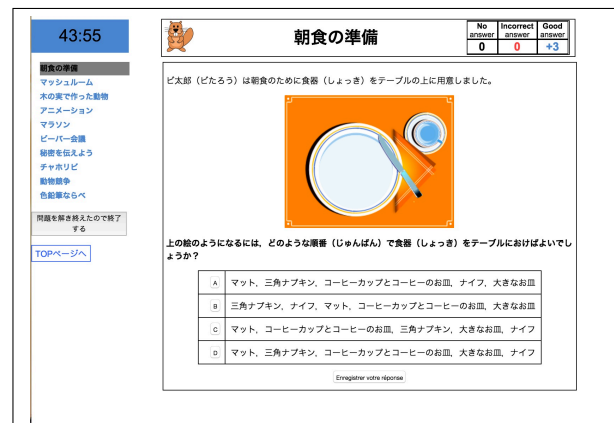 43:55
朝食の準備
マッシュルーム
木の実で作った動物
アニメーション
マラソン
ビーバー会議
秘密を伝えよう
チャホリピ
動物競争
色鉛筆ならべ
問題を解き終えたので終了
する
TOPページへ
朝食の準備
No answer 0
Incorrect answer 0
Good answer +3
ビ太郎（ビたろう）は朝食のために食器（しょっき）をテーブルの上に用意しました。
上の絵のようになるには，どのような順番（じゅんばん）で食器（しょっき）をテーブルにおけばよいでし
ょうか？
A マット，三角ナプキン，コーヒーカップとコーヒーのお皿，ナイフ，大きなお皿
B 三角ナプキン，ナイフ，マット，コーヒーカップとコーヒーのお皿，大きなお皿
C マット，コーヒーカップとコーヒーのお皿，三角ナプキン，大きなお皿，ナイフ
D マット，三角ナプキン，コーヒーカップとコーヒーのお皿，大きなお皿，ナイフ
Enregistrer votre réponse